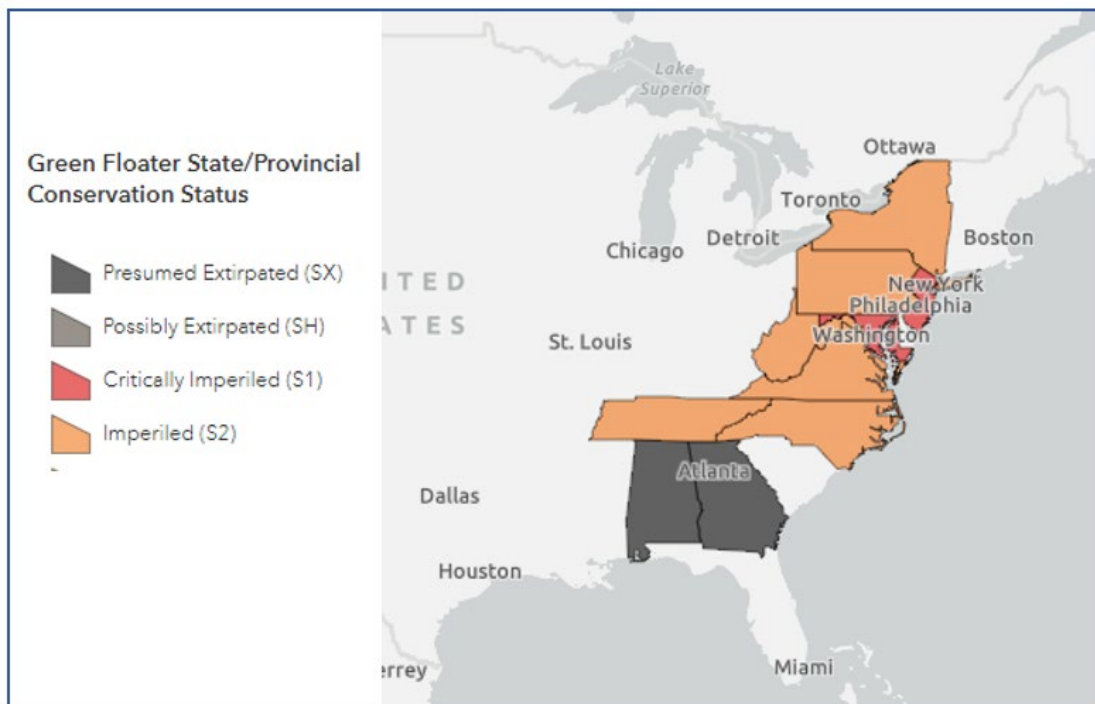 Green Floater State/Provincial
Conservation Status
Presumed Extirpated (SX)
Possibly Extirpated (SH)
Critically Imperiled (S1)
Imperiled (S2)
Lake
Superior
Ottawa
Toronto
Boston
Chicago
Detroit
ITED
ATES
New York
Philadelphia
Washington
St. Louis
Atlanta
Dallas
Houston
Miami
errey